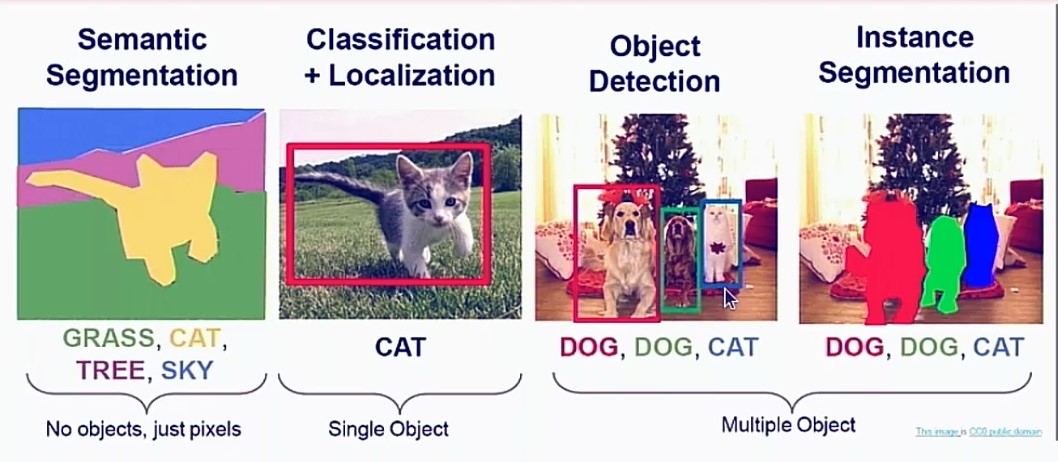 Semantic
Segmentation
Classification
+ Localization
Object
Detection
Instance
Segmentation
GRASS, CAT,
TREE, SKY
CAT
DOG, DOG, CAT
DOG, DOG, CAT
No objects, just pixels
Single Object
Multiple Object
This image is CC0 public domain